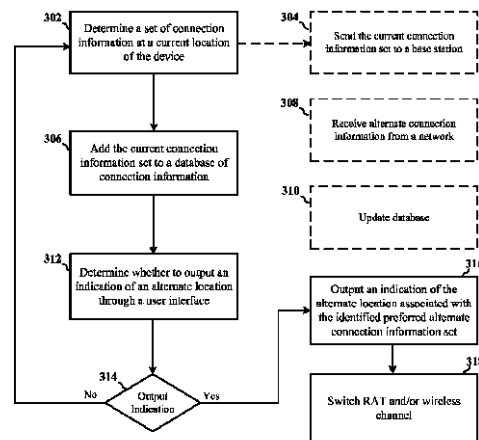 302
Determine a set of connection
information at a current location
of the device
304
Send the current connection
information set to a base station
308
Receive alternate connection
information from a network
306
Add the current connection
information set to a database of
connection information
310
Update database
312
Determine whether to output an
indication of an alternate location
through a user interface
316
Output an indication of the
alternate location associated with
the identified preferred alternate
connection information set
314
No
Output
Indication
Yes
318
Switch RAT and/or wireless
channel